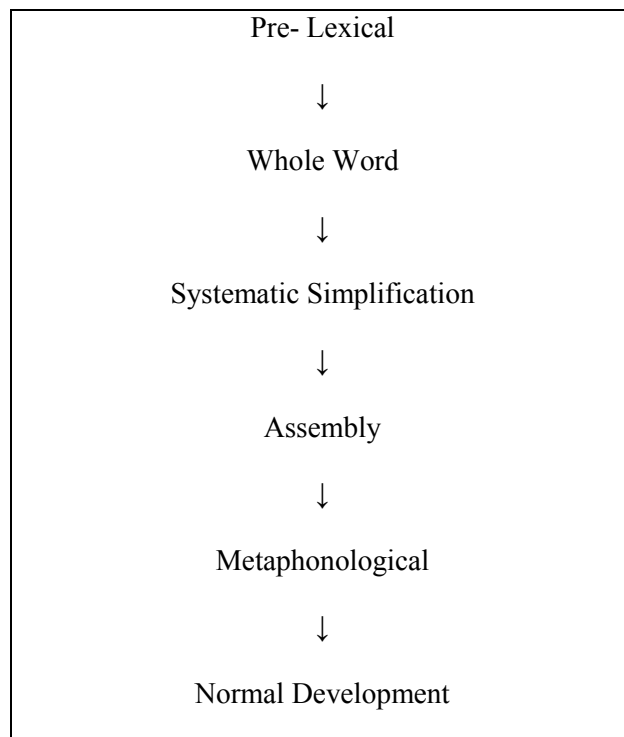 Pre- Lexical
↓
Whole Word
↓
Systematic Simplification
↓
Assembly
↓
Metaphonological
↓
Normal Development